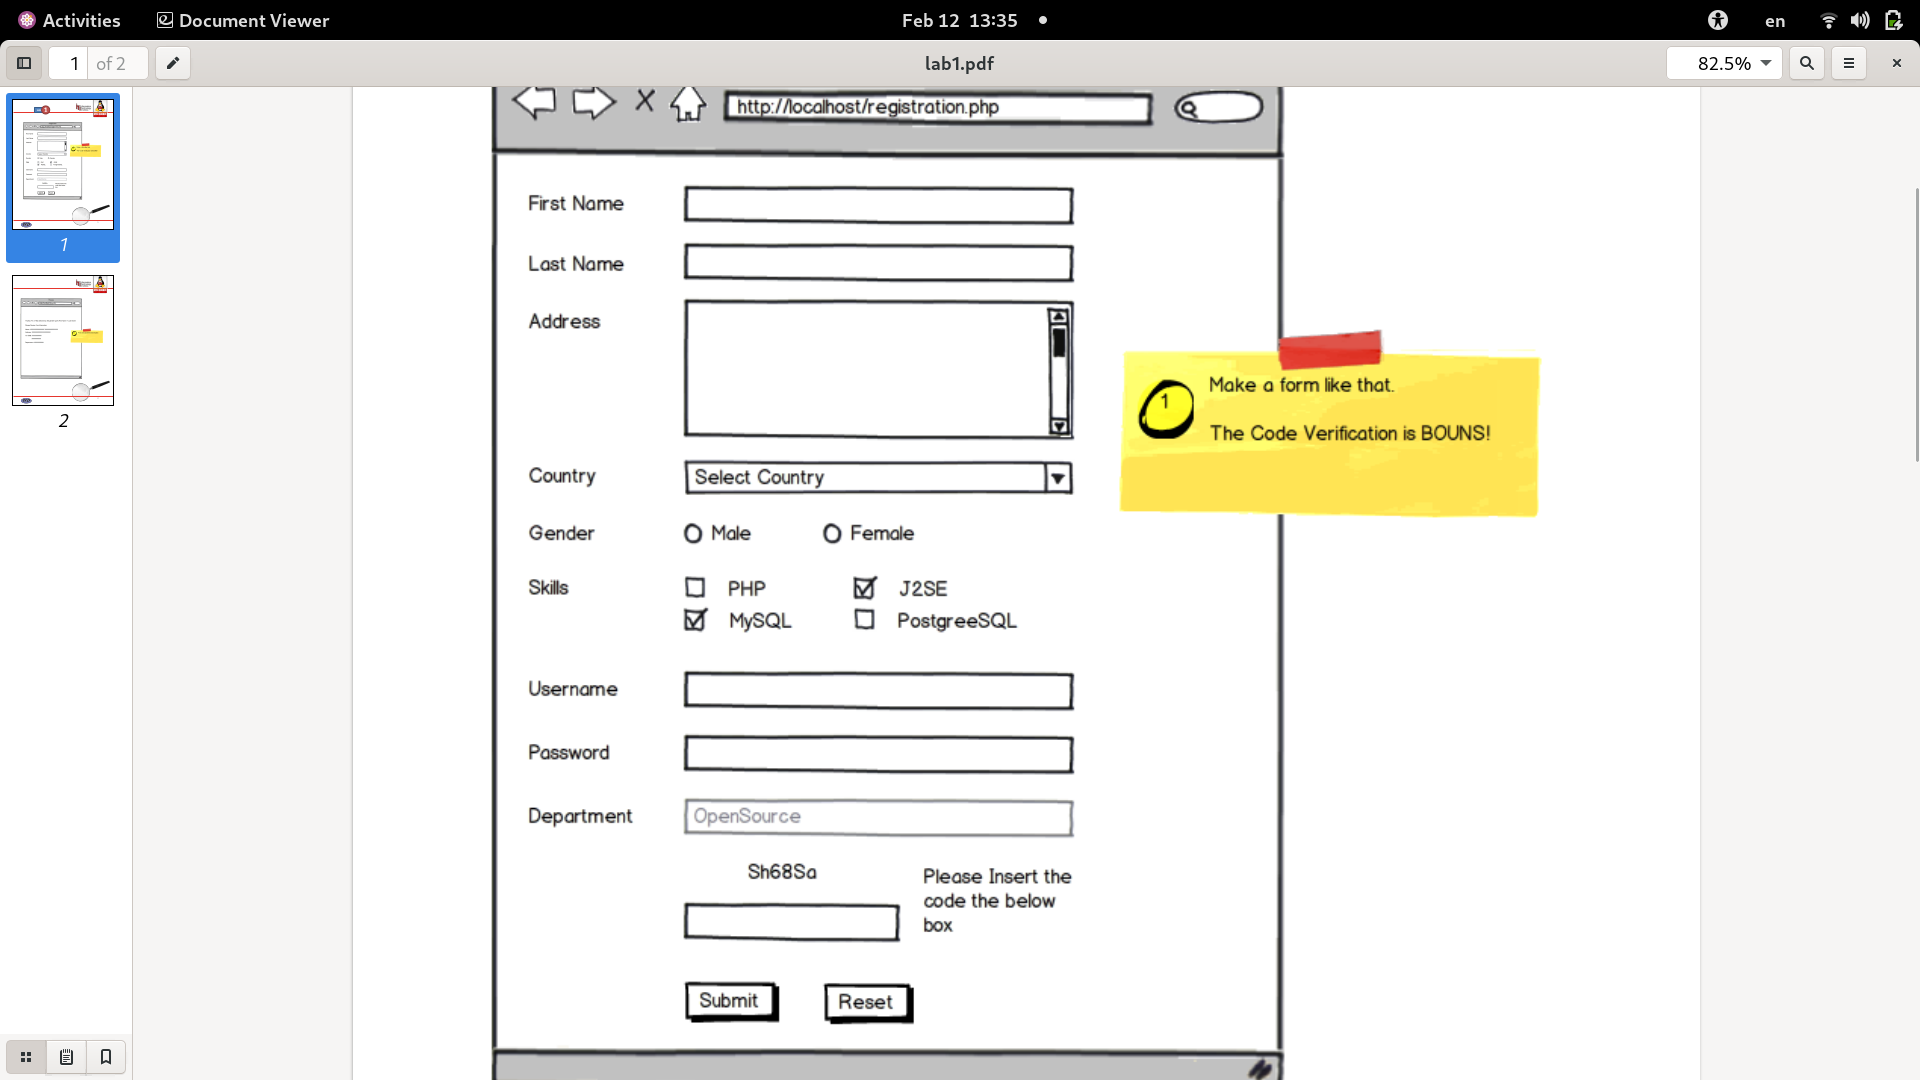 Activities
Document Viewer
Feb 12 13:35
en
1 of 2
lab1.pdf
82.5%
1
2
http://localhost/registration.php
First Name
Last Name
Address
Country
Select Country
Gender
Male
Female
Skills
PHP
J2SE
MySQL
PostgreeSQL
Username
Password
Department
OpenSource
Sh68Sa
Please Insert the
code the below
box
Submit
Reset
1
Make a form like that.
The Code Verification is BOUNS!